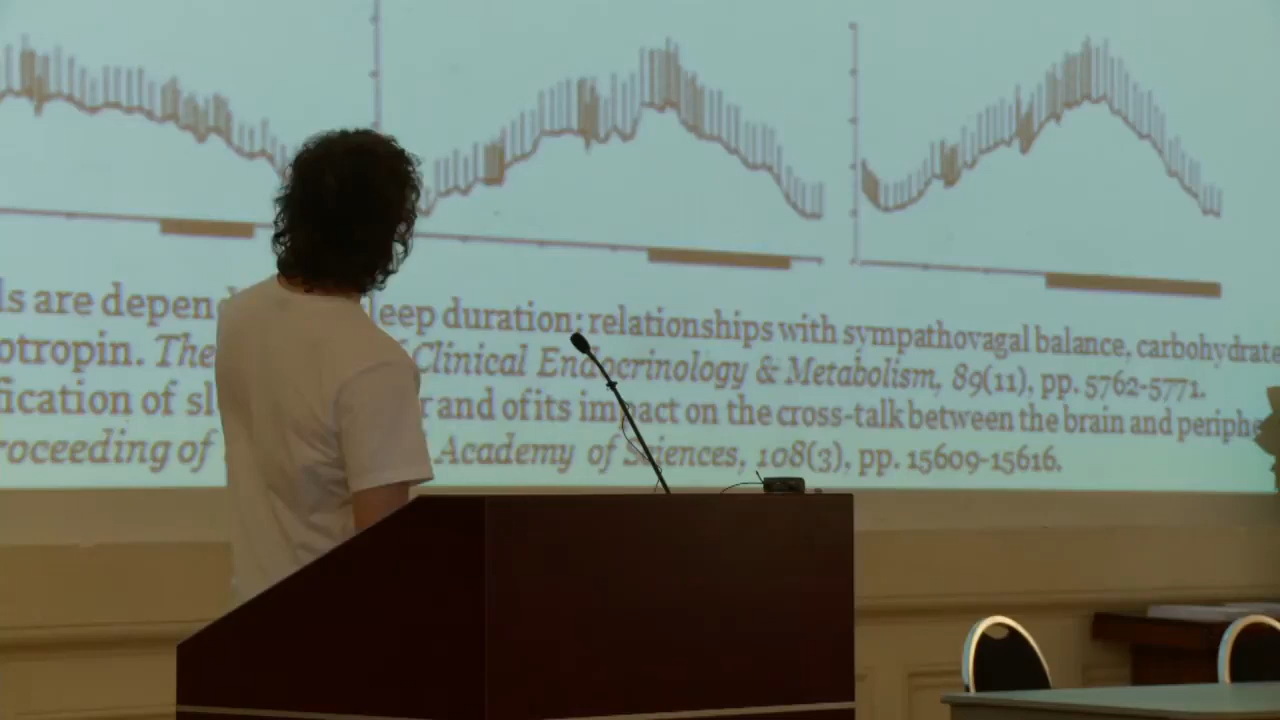 ls are depen eep duration: relationships with sympathovagal balance, carbohydrate
otropin. The Clinical Endocrinology & Metabolism, 89(11), pp. 5762-5771.
fication of sl r and ofits impact on the cross-talk between the brain and periphe
roceeding of Academy of Sciences, 108(3), pp. 15609-15616.